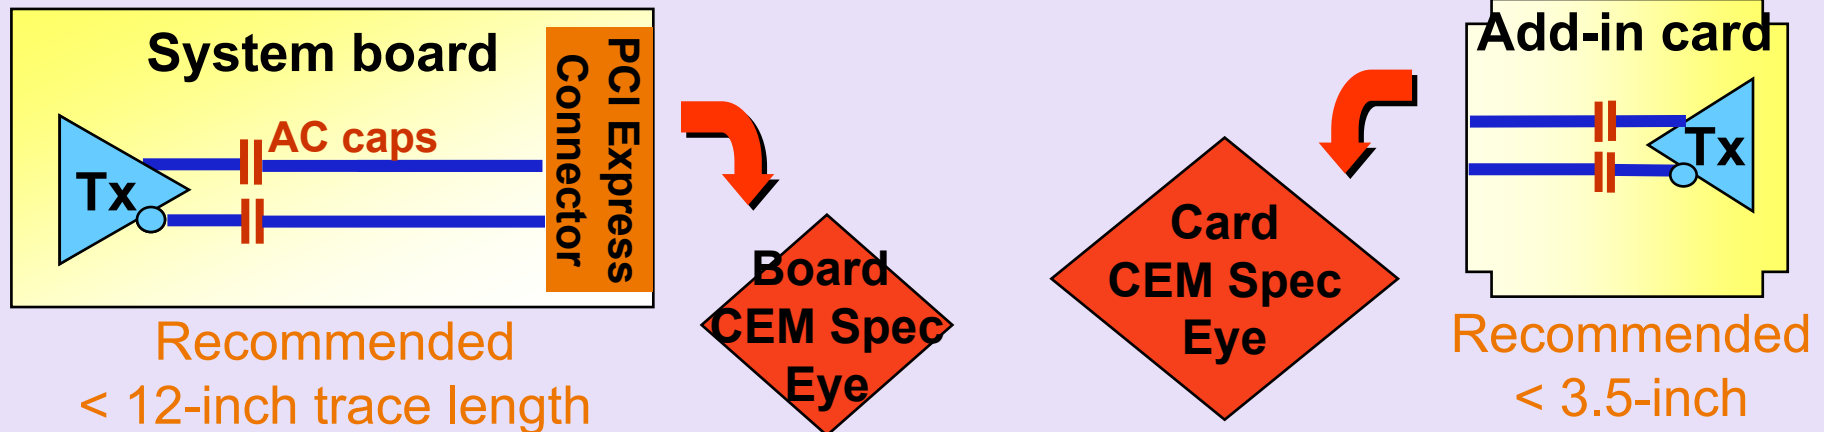 System board
PCI Express
Connector
AC caps
Tx
Recommended
< 12-inch trace length
Board
CEM Spec
Eye
Card
CEM Spec
Eye
Add-in card
Tx
Recommended
< 3.5-inch